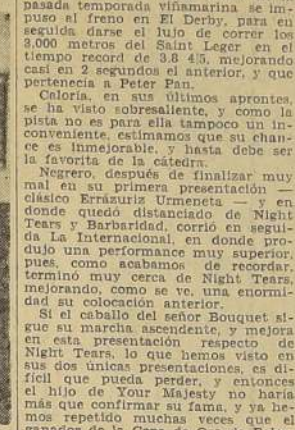 pasada temporada viñamarina se im-
puso al freno en El Derby, para en
seguida darse el lujo de correr los
3,000 metros del Saint Leger en el
tiempo record de 3.8 4|5, mejorando
casi en 2 segundos el anterior, y que
pertenecía a Peter Pan.
Caloría, en sus últimos aprontes,
se ha visto sobresaliente, y como la
pista no es para ella tampoco un in-
conveniente, estimamos que su chan-
ce es inmejorable, y hasta debe ser
la favorita de la cátedra.
Negrero, después de finalizar muy
mal en su primera presentación —
clásico Errázuriz Urmeneta — y en
donde quedó distanciado de Night
Tears y Barbaridad, corrió en segui-
da La Internacional, en donde pro-
dujo una performance muy superior,
pues, como acabamos de recordar,
terminó muy cerca de Night Tears,
mejorando, como se ve, una enormi-
dad su colocación anterior.
Si el caballo del señor Bouquet si-
gue su marcha ascendente, y mejora
en esta presentación respecto de
Night Tears, lo que hemos visto en
sus dos únicas presentaciones, es di-
fícil que pueda perder, y entonces
el hijo de Your Majesty no haría
más que confirmar su fama, y ya he-
mos repetido muchas veces que el